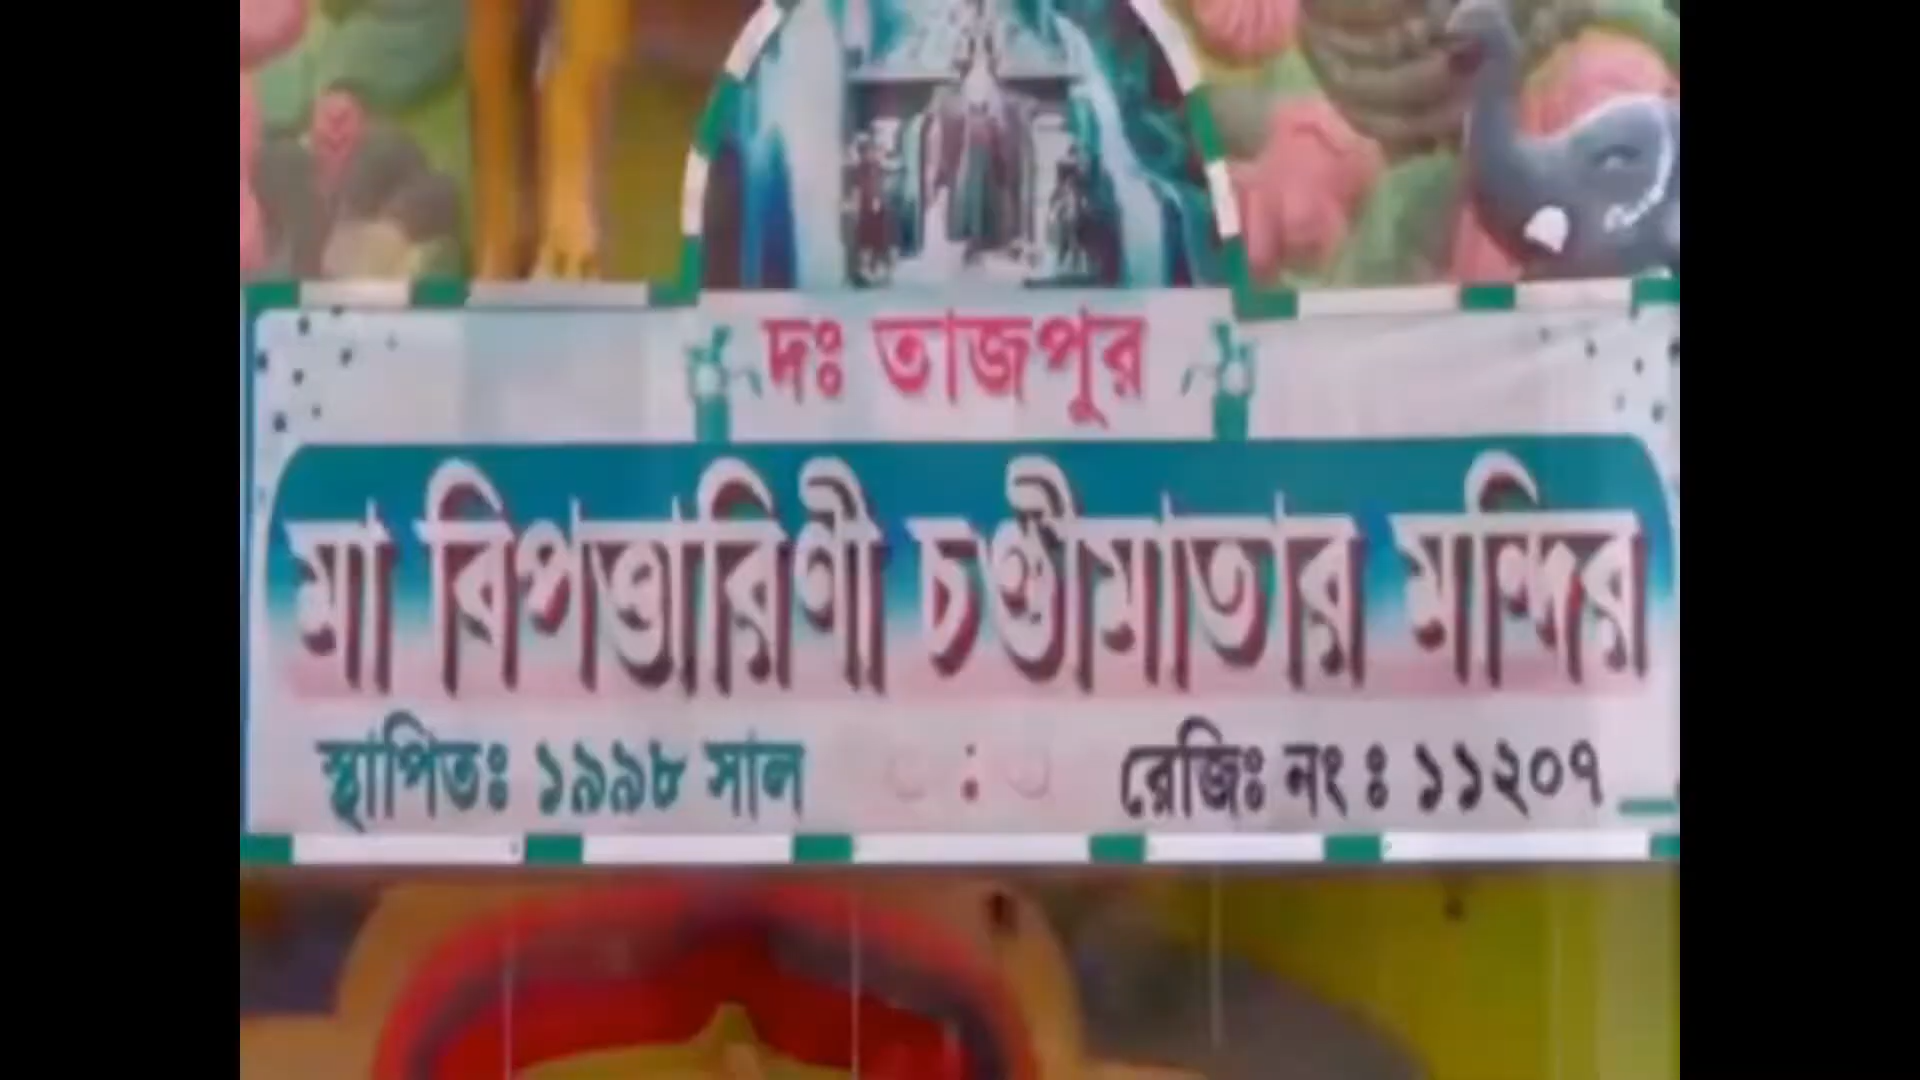 দঃ তাজপুর
মা বিপত্তারিণী চণ্ডীমাতার মন্দির
স্থাপিতঃ ১৯৯৮ সাল : রেজিঃ নং ঃ ১১২০৭